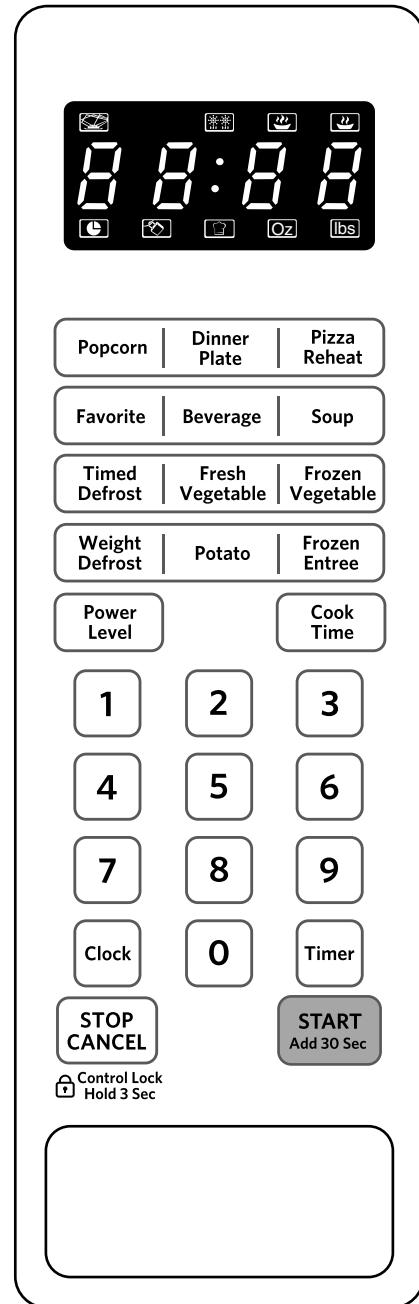 88:88
Oz lbs
Popcorn Dinner Plate Pizza Reheat
Favorite Beverage Soup
Timed Defrost Fresh Vegetable Frozen Vegetable
Weight Defrost Potato Frozen Entree
Power Level Cook Time
1 2 3
4 5 6
7 8 9
Clock 0 Timer
STOP CANCEL
START
Add 30 Sec
Control Lock
Hold 3 Sec